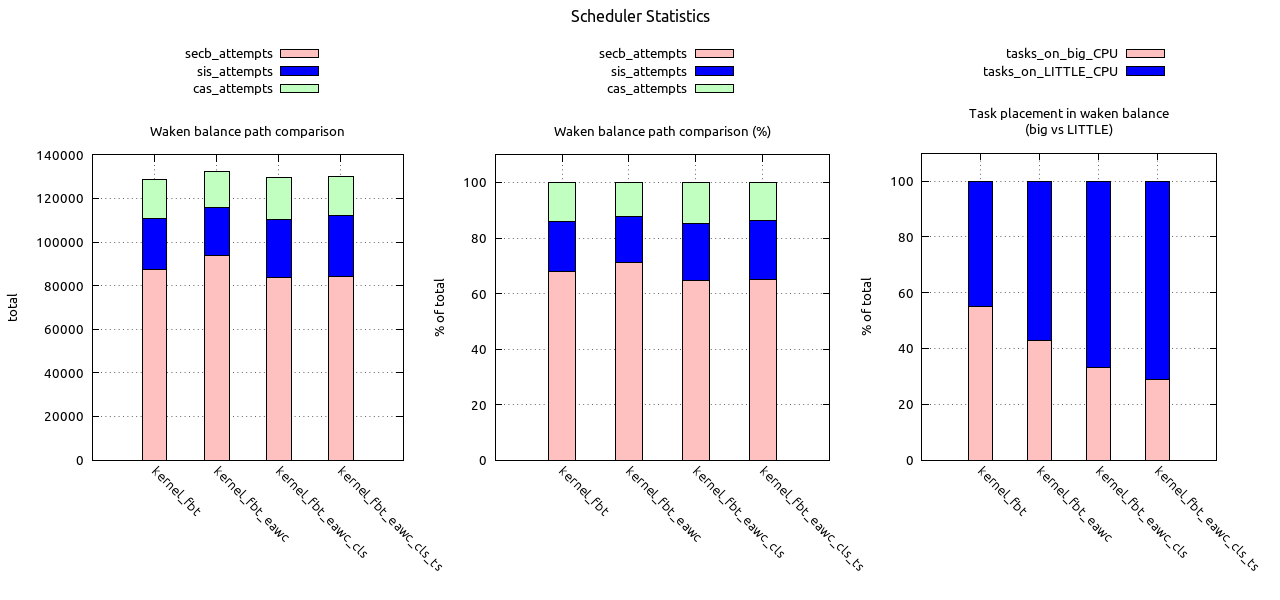 Scheduler Statistics
secb_attempts
sis_attempts
cas_attempts
Waken balance path comparison
total
140000
120000
100000
80000
60000
40000
20000
0
kernel_fbt
kernel_fbt_eawc
kernel_fbt_eawc_cls
kernel_fbt_eawc_cls_ts
secb_attempts
sis_attempts
cas_attempts
Waken balance path comparison (%)
% of total
100
80
60
40
20
0
kernel_fbt
kernel_fbt_eawc
kernel_fbt_eawc_cls
kernel_fbt_eawc_cls_ts
tasks_on_big_CPU
tasks_on_LITTLE_CPU
Task placement in waken balance
(big vs LITTLE)
% of total
100
80
60
40
20
0
kernel_fbt
kernel_fbt_eawc
kernel_fbt_eawc_cls
kernel_fbt_eawc_cls_ts